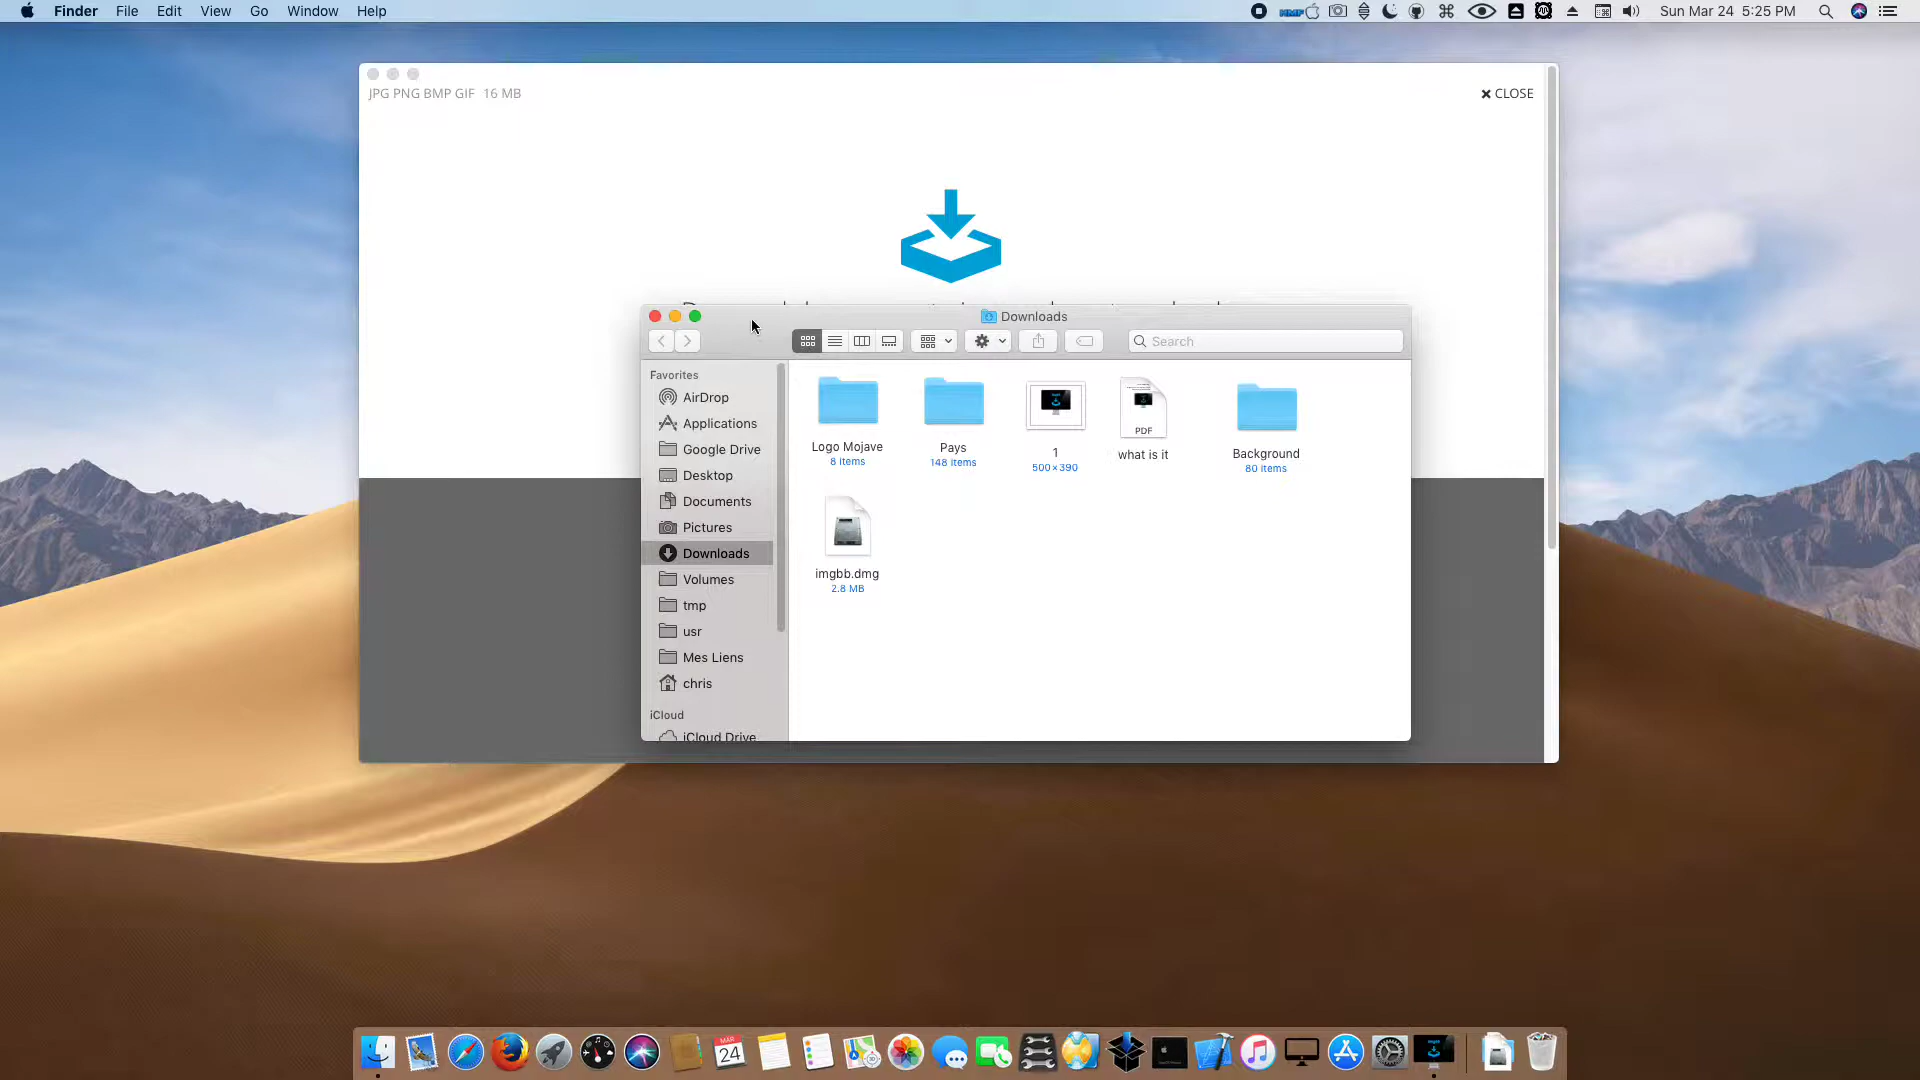 Finder File Edit View Go Window Help
Sun Mar 24 5:25 PM
JPG PNG BMP GIF 16 MB
CLOSE
Downloads
Search
Favorites
AirDrop
Applications
Google Drive
Desktop
Documents
Pictures
Downloads
Volumes
tmp
usr
Mes Liens
chris
iCloud
iCloud Drive
Logo Mojave
8 items
Pays
148 items
1
500×390
PDF
what is it
Background
80 items
imgbb.dmg
2.8 MB
MAR
24